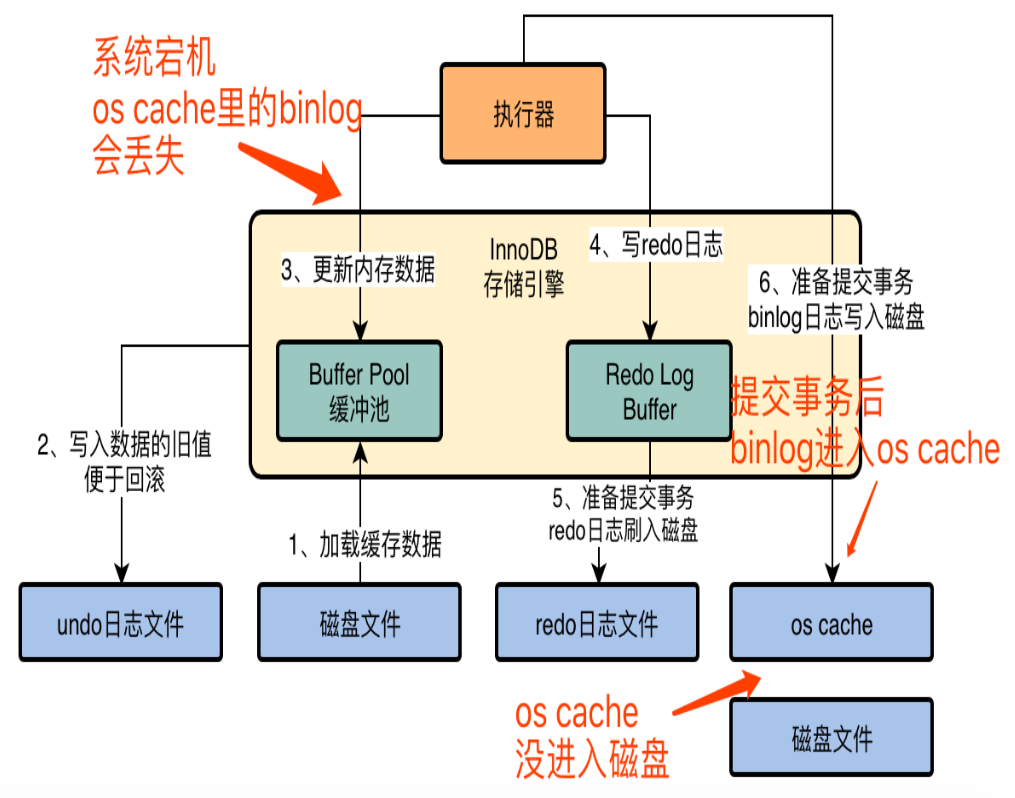 系统宕机
os cache里的binlog
会丢失
执行器
InnoDB
存储引擎
3、更新内存数据
4、写redo日志
6、准备提交事务
binlog日志写入磁盘
Buffer Pool
缓冲池
Redo Log
Buffer
提交事务后
binlog进入os cache
2、写入数据的旧值
便于回滚
1、加载缓存数据
5、准备提交事务
redo日志刷入磁盘
undo日志文件
磁盘文件
redo日志文件
os cache
os cache
没进入磁盘
磁盘文件